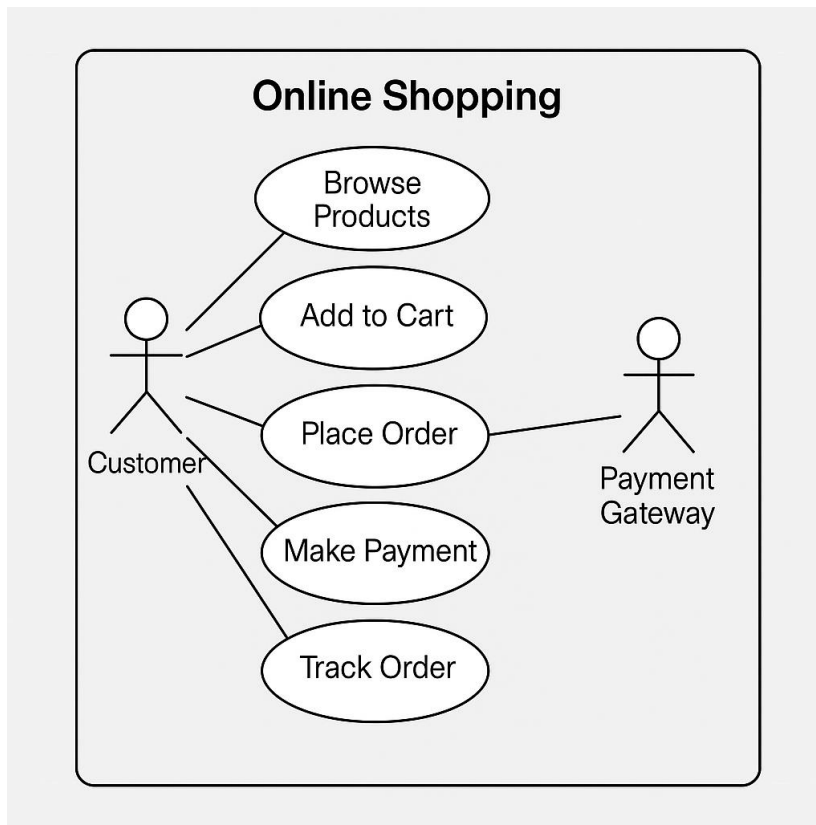 Online Shopping
Browse
Products
Add to Cart
Place Order
Customer
Payment
Gateway
Make Payment
Track Order